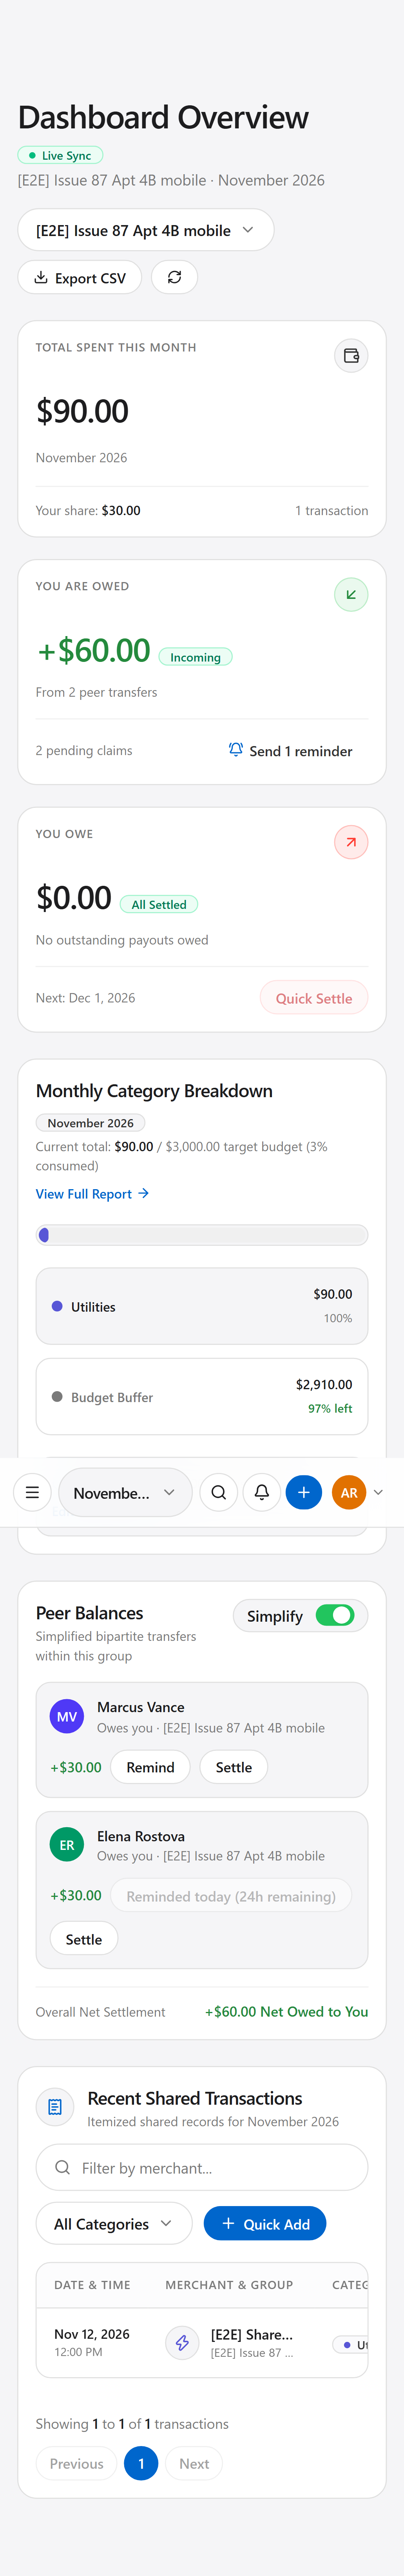 Dashboard Overview
Live Sync
[E2E] Issue 87 Apt 4B mobile · November 2026
[E2E] Issue 87 Apt 4B mobile
Export CSV
TOTAL SPENT THIS MONTH
$90.00
November 2026
Your share: $30.00 1 transaction
YOU ARE OWED
+$60.00 Incoming
From 2 peer transfers
2 pending claims Send 1 reminder
YOU OWE
$0.00 All Settled
No outstanding payouts owed
Next: Dec 1, 2026 Quick Settle
Monthly Category Breakdown
November 2026
Current total: $90.00 / $3,000.00 target budget (3%
consumed)
View Full Report
Utilities $90.00
100%
Budget Buffer $2,910.00
97% left
Novembe... AR
Peer Balances Simplify
Simplified bipartite transfers
within this group
MV Marcus Vance
Owes you · [E2E] Issue 87 Apt 4B mobile
+$30.00 Remind Settle
ER Elena Rostova
Owes you · [E2E] Issue 87 Apt 4B mobile
+$30.00 Reminded today (24h remaining)
Settle
Overall Net Settlement +$60.00 Net Owed to You
Recent Shared Transactions
Itemized shared records for November 2026
Filter by merchant...
All Categories Quick Add
DATE & TIME MERCHANT & GROUP CATEG
Nov 12, 2026 [E2E] Share...
12:00 PM [E2E] Issue 87 ... Ut
Showing 1 to 1 of 1 transactions
Previous 1 Next